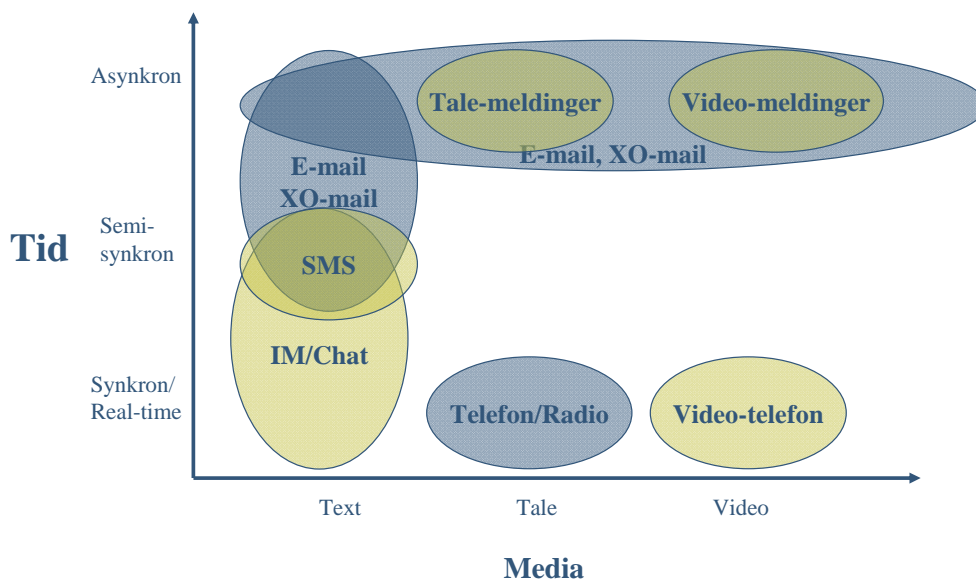 Asynkron
Tale-meldinger
Video-meldinger
E-mail, XO-mail
E-mail
XO-mail
Semi-
synkron
Tid
SMS
IM/Chat
Synkron/
Real-time
Telefon/Radio
Video-telefon
Text
Tale
Video
Media